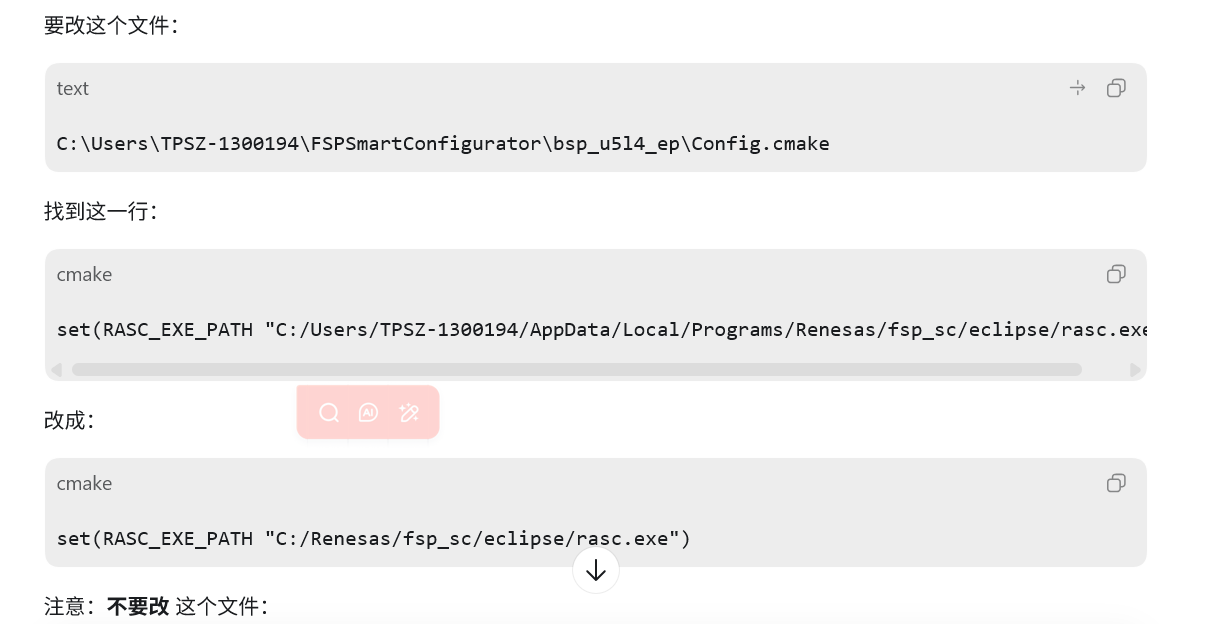 要改这个文件：
text
C:\Users\TPSZ-1300194\FSPSmartConfigurator\bsp_u5l4_ep\Config.cmake
找到这一行：
cmake
set(RASC_EXE_PATH "C:/Users/TPSZ-1300194/AppData/Local/Programs/Renesas/fsp_sc/eclipse/rasc.exe
AI
改成：
cmake
set(RASC_EXE_PATH "C:/Renesas/fsp_sc/eclipse/rasc.exe")
注意：不要改 这个文件：